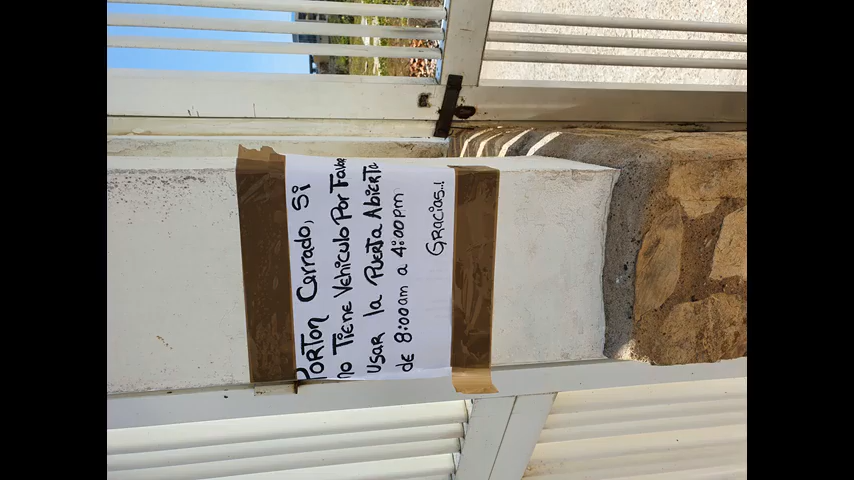 PORTON Cerrado, Si
no Tiene Vehiculo Por Favor
Usar la Puerta Abierta
de 8:00am a 4:00pm
Gracias..!